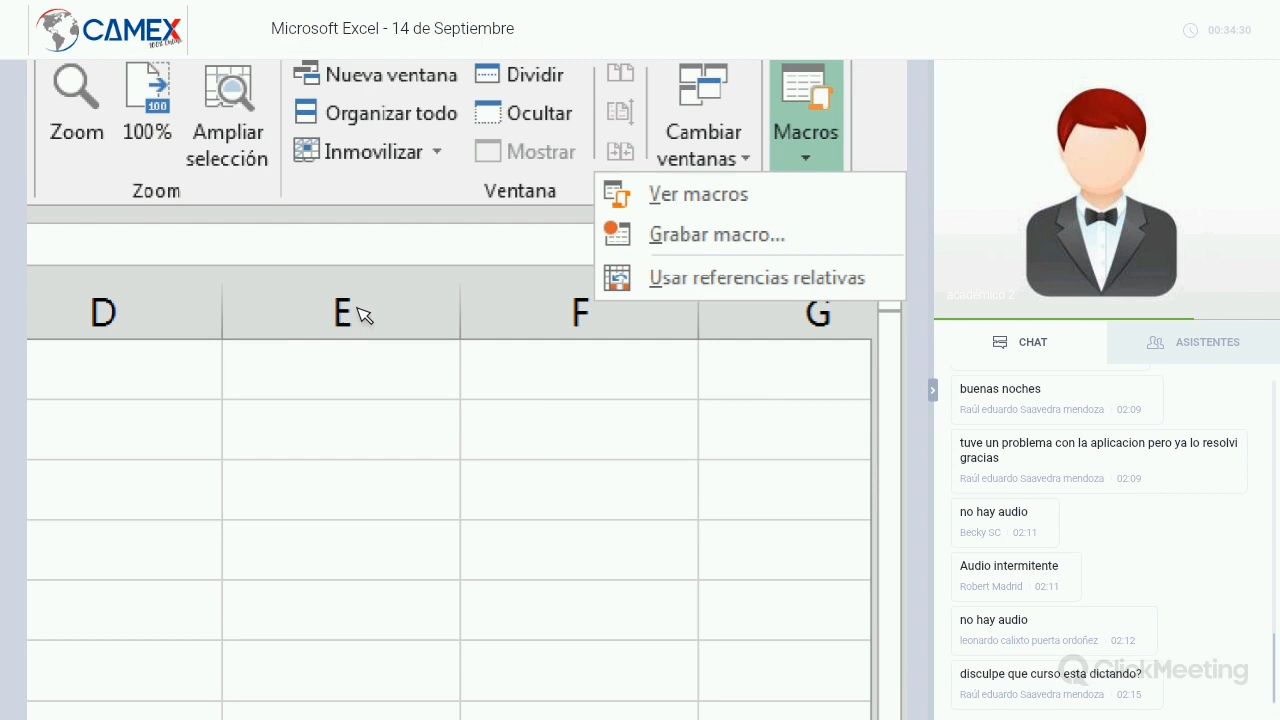 CAMEX
100% Online
Microsoft Excel - 14 de Septiembre
00:34:30
Zoom
100
100%
Ampliar
selección
Zoom
Nueva ventana
Organizar todo
Inmovilizar
Dividir
Ocultar
Mostrar
Ventana
Cambiar
ventanas
Macros
Ver macros
Grabar macro...
Usar referencias relativas
D E F G
académico 2
CHAT
ASISTENTES
buenas noches
Raúl eduardo Saavedra mendoza · 02:09
tuve un problema con la aplicacion pero ya lo resolvi
gracias
Raúl eduardo Saavedra mendoza · 02:09
no hay audio
Becky SC · 02:11
Audio intermitente
Robert Madrid · 02:11
no hay audio
leonardo calixto puerta ordoñez · 02:12
disculpe que curso esta dictando?
Raúl eduardo Saavedra mendoza · 02:15
ClickMeeting